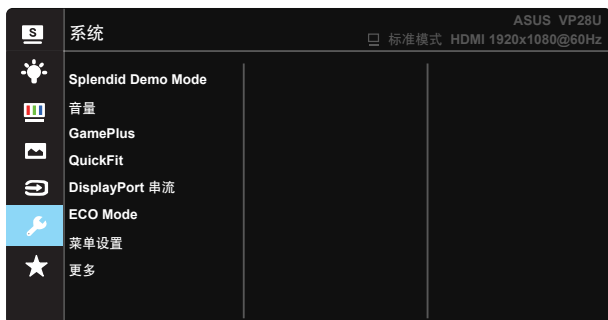 S
系统
ASUS VP28U
标准模式 HDMI 1920x1080@60Hz
Splendid Demo Mode
音量
GamePlus
QuickFit
DisplayPort 串流
ECO Mode
菜单设置
更多